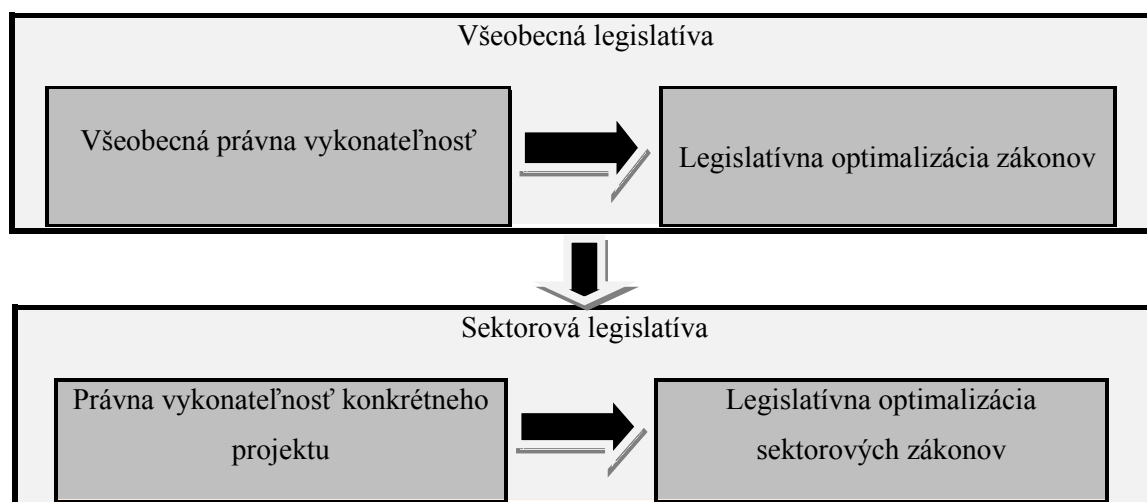 Všeobecná legislatíva
Všeobecná právna vykonateľnosť
Legislatívna optimalizácia zákonov
Sektorová legislatíva
Právna vykonateľnosť konkrétneho
projektu
Legislatívna optimalizácia
sektorových zákonov